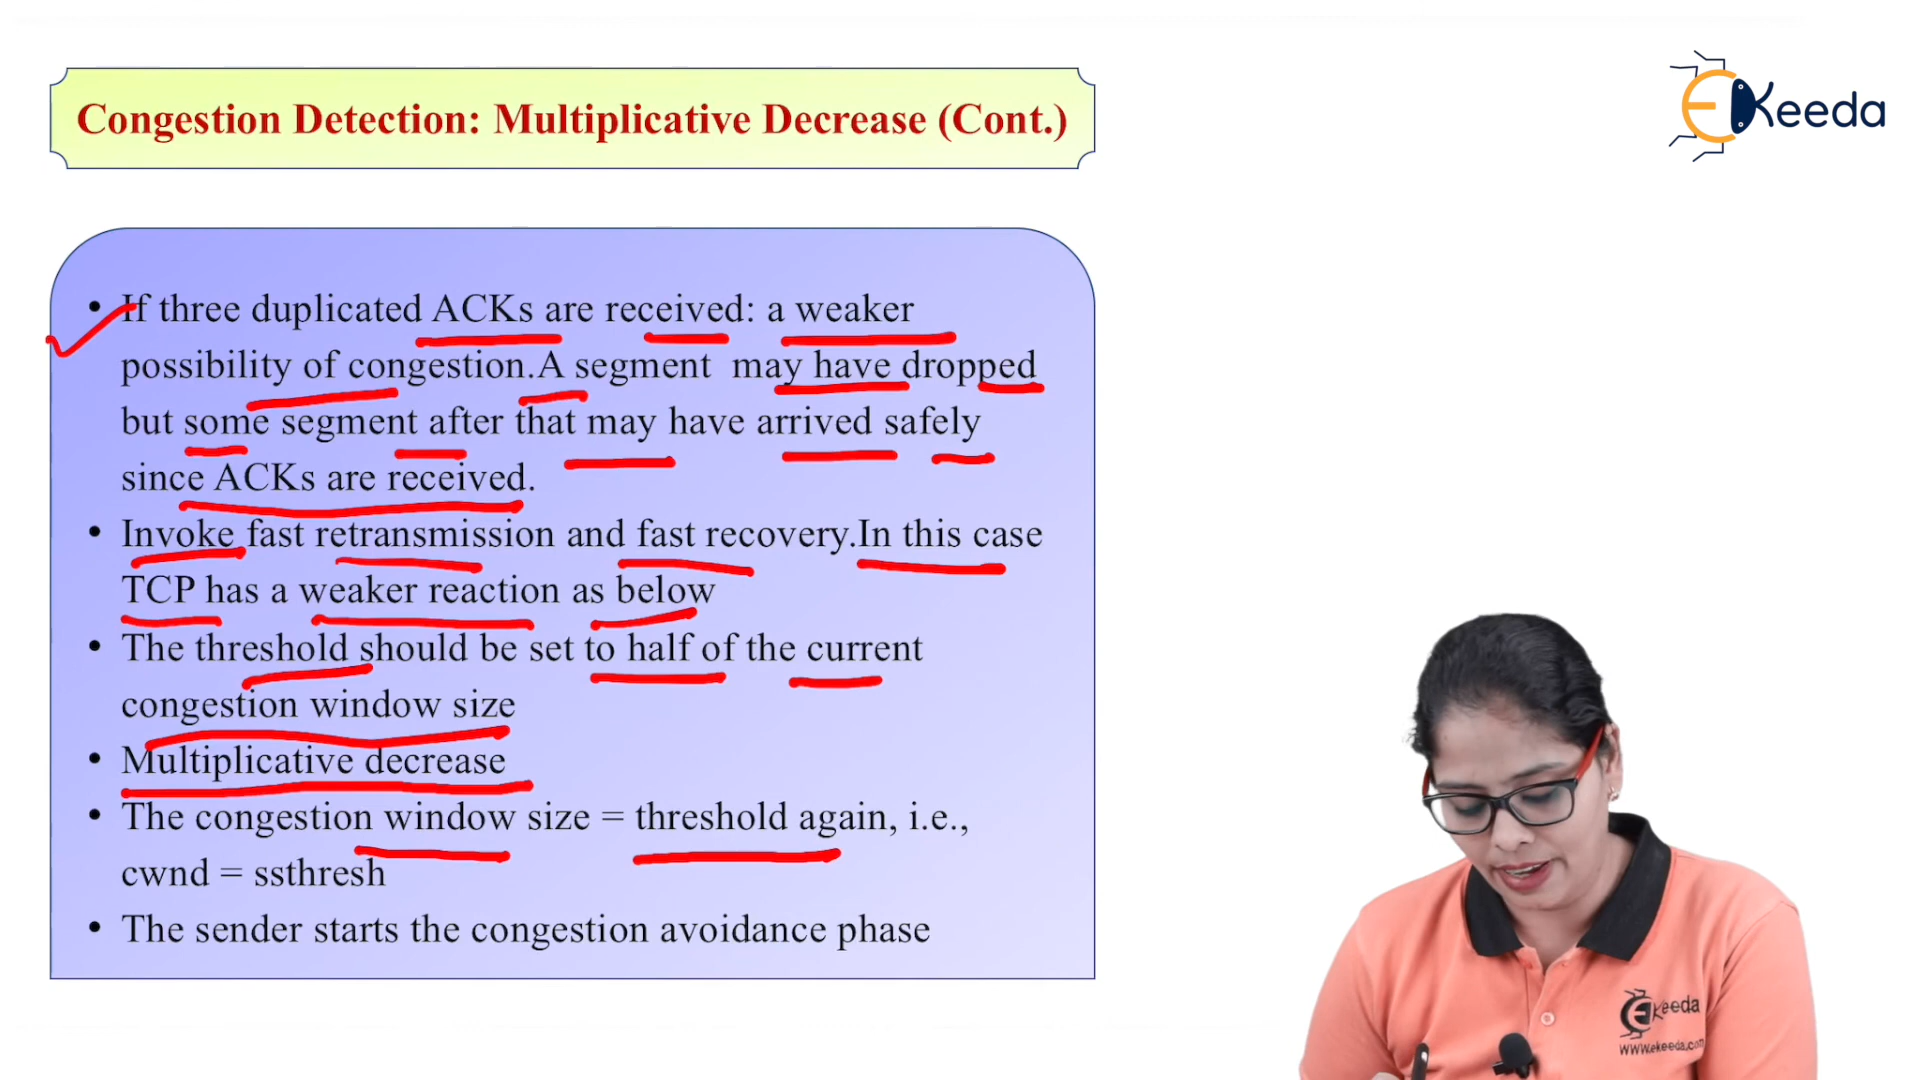 Congestion Detection: Multiplicative Decrease (Cont.)
EKeeda
• If three duplicated ACKs are received: a weaker
possibility of congestion.A segment may have dropped
but some segment after that may have arrived safely
since ACKs are received.
• Invoke fast retransmission and fast recovery.In this case
TCP has a weaker reaction as below
• The threshold should be set to half of the current
congestion window size
• Multiplicative decrease
• The congestion window size = threshold again, i.e.,
cwnd = ssthresh
• The sender starts the congestion avoidance phase
EKeeda
www.ekeeda.com